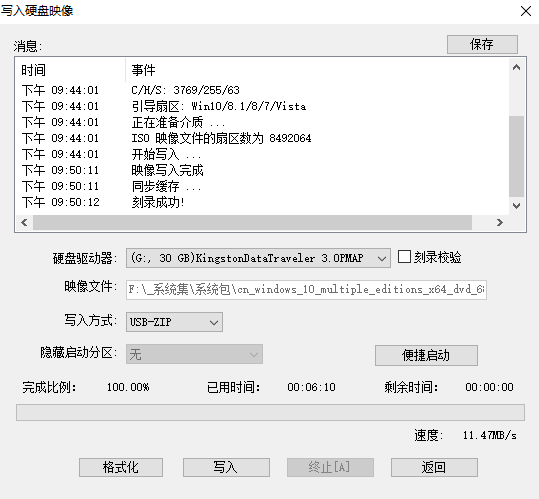 写入硬盘映像
消息:
保存
时间 事件
下午 09:44:01 C/H/S: 3769/255/63
下午 09:44:01 引导扇区: Win10/8.1/8/7/Vista
下午 09:44:01 正在准备介质 ...
下午 09:44:01 ISO 映像文件的扇区数为 8492064
下午 09:44:01 开始写入 ...
下午 09:50:11 映像写入完成
下午 09:50:11 同步缓存 ...
下午 09:50:12 刻录成功!
硬盘驱动器: (G:, 30 GB)KingstonDataTraveler 3.0PMAP 刻录校验
映像文件: F:\_系统集\系统包\cn_windows_10_multiple_editions_x64_dvd_68
写入方式: USB-ZIP
隐藏启动分区: 无 便捷启动
完成比例: 100.00% 已用时间: 00:06:10 剩余时间: 00:00:00
速度: 11.47MB/s
格式化 写入 终止[A] 返回